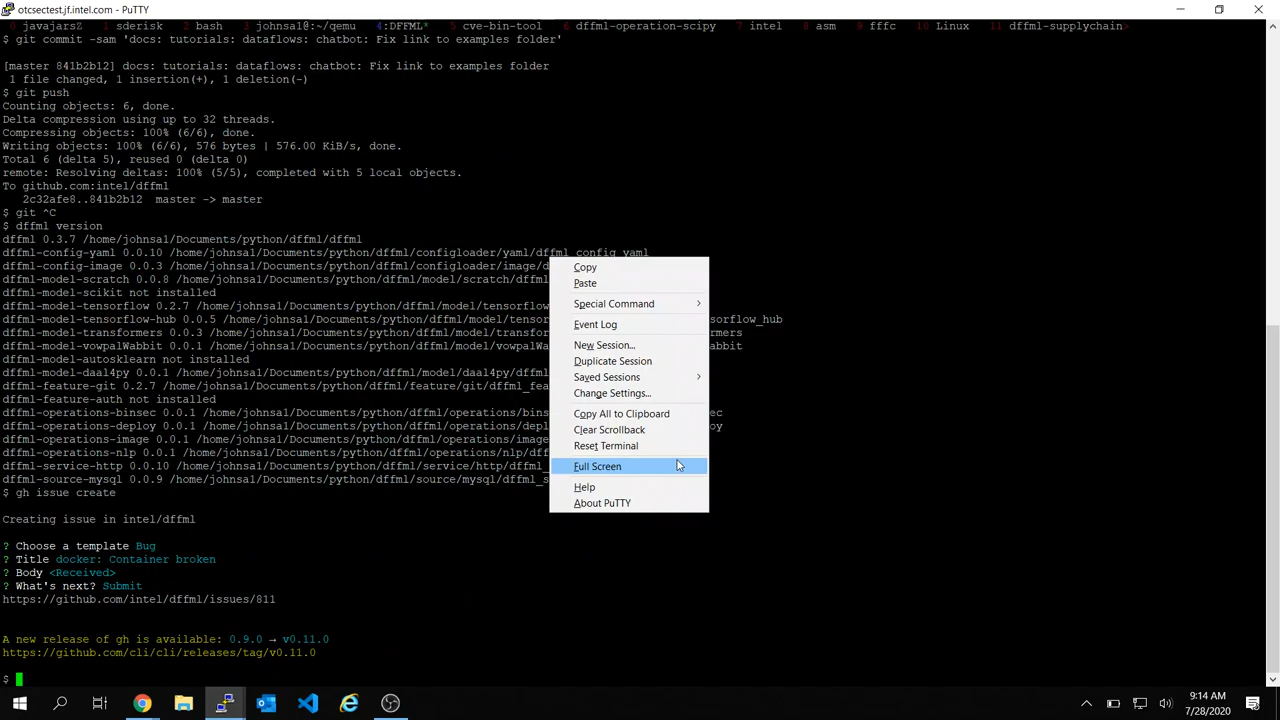 otcsectest.jf.intel.com - PuTTY
0 javajarsZ 1 sderisk 2 bash 3 johnsa1@:~/qemu 4:DFFML* 5 cve-bin-tool 6 dffml-operation-scipy 7 intel 8 asm 9 fffc 10 Linux 11 dffml-supplychain>
$ git commit -sam 'docs: tutorials: dataflows: chatbot: Fix link to examples folder'
[master 841b2b12] docs: tutorials: dataflows: chatbot: Fix link to examples folder
1 file changed, 1 insertion(+), 1 deletion(-)
$ git push
Counting objects: 6, done.
Delta compression using up to 32 threads.
Compressing objects: 100% (6/6), done.
Writing objects: 100% (6/6), 576 bytes | 576.00 KiB/s, done.
Total 6 (delta 5), reused 0 (delta 0)
remote: Resolving deltas: 100% (5/5), completed with 5 local objects.
To github.com:intel/dffml
2c32afe8..841b2b12 master -> master
$ git ^C
$ dffml version
dffml 0.3.7 /home/johnsa1/Documents/python/dffml/dffml
dffml-config-yaml 0.0.10 /home/johnsa1/Documents/python/dffml/configloader/yaml/dffml_config_yaml
dffml-config-image 0.0.3 /home/johnsa1/Documents/python/dffml/configloader/image/d
dffml-model-scratch 0.0.8 /home/johnsa1/Documents/python/dffml/model/scratch/dffml
dffml-model-scikit not installed
dffml-model-tensorflow 0.2.7 /home/johnsa1/Documents/python/dffml/model/tensorflow
dffml-model-tensorflow-hub 0.0.5 /home/johnsa1/Documents/python/dffml/model/tensor sorflow_hub
dffml-model-transformers 0.0.3 /home/johnsa1/Documents/python/dffml/model/transfor mers
dffml-model-vowpalWabbit 0.0.1 /home/johnsa1/Documents/python/dffml/model/vowpalWa abbit
dffml-model-autosklearn not installed
dffml-model-daal4py 0.0.1 /home/johnsa1/Documents/python/dffml/model/daal4py/dffml
dffml-feature-git 0.2.7 /home/johnsa1/Documents/python/dffml/feature/git/dffml_fea
dffml-feature-auth not installed
dffml-operations-binsec 0.0.1 /home/johnsa1/Documents/python/dffml/operations/bins ec
dffml-operations-deploy 0.0.1 /home/johnsa1/Documents/python/dffml/operations/depl oy
dffml-operations-image 0.0.1 /home/johnsa1/Documents/python/dffml/operations/image
dffml-operations-nlp 0.0.1 /home/johnsa1/Documents/python/dffml/operations/nlp/dff
dffml-service-http 0.0.10 /home/johnsa1/Documents/python/dffml/service/http/dffml_
dffml-source-mysql 0.0.9 /home/johnsa1/Documents/python/dffml/source/mysql/dffml_s
$ gh issue create
Creating issue in intel/dffml
? Choose a template Bug
? Title docker: Container broken
? Body <Received>
? What's next? Submit
https://github.com/intel/dffml/issues/811
A new release of gh is available: 0.9.0 → v0.11.0
https://github.com/cli/cli/releases/tag/v0.11.0
$
Copy
Paste
Special Command
Event Log
New Session...
Duplicate Session
Saved Sessions
Change Settings...
Copy All to Clipboard
Clear Scrollback
Reset Terminal
Full Screen
Help
About PuTTY
9:14 AM
7/28/2020